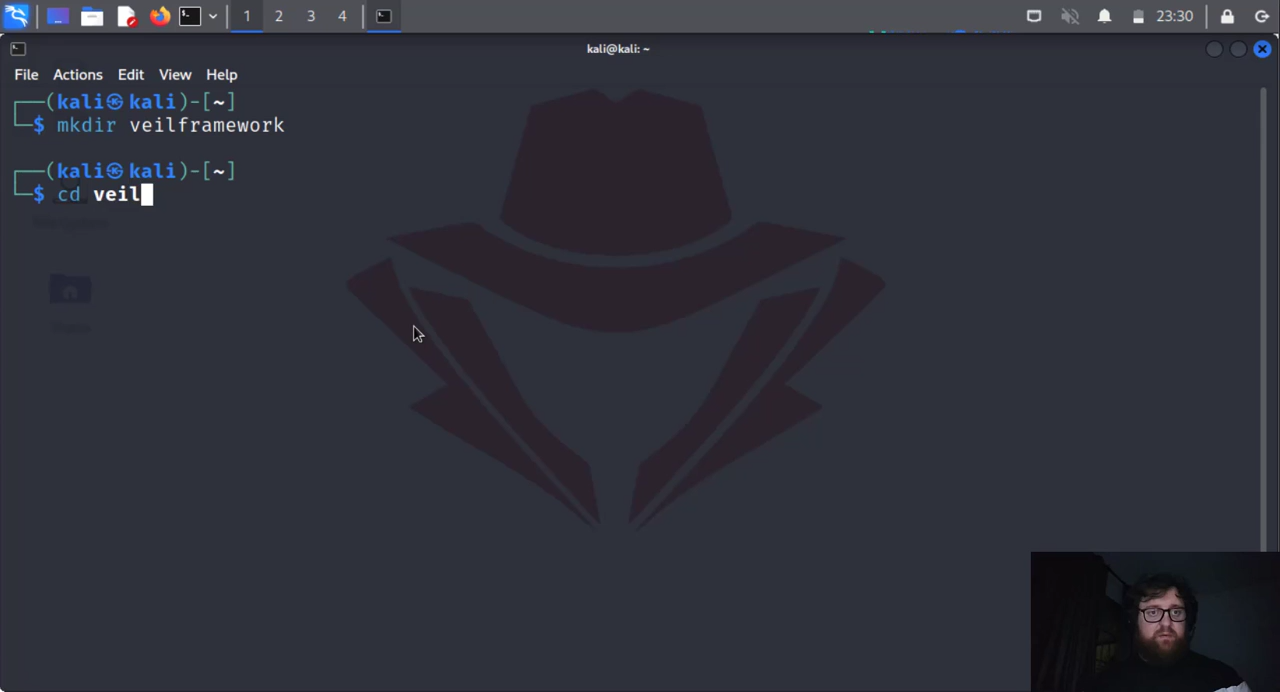 1 2 3 4 23:30
kali@kali: ~
File Actions Edit View Help
┌──(kali㉿kali)-[~]
└─$ mkdir veilframework
┌──(kali㉿kali)-[~]
└─$ cd veil